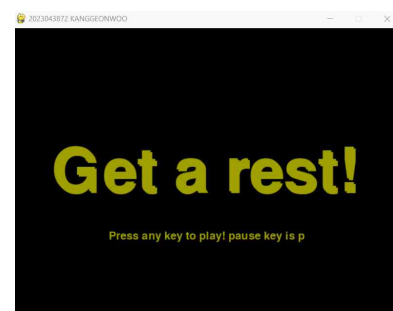 2023043872 KANGGEONWOO
Get a rest!
Press any key to play! pause key is p